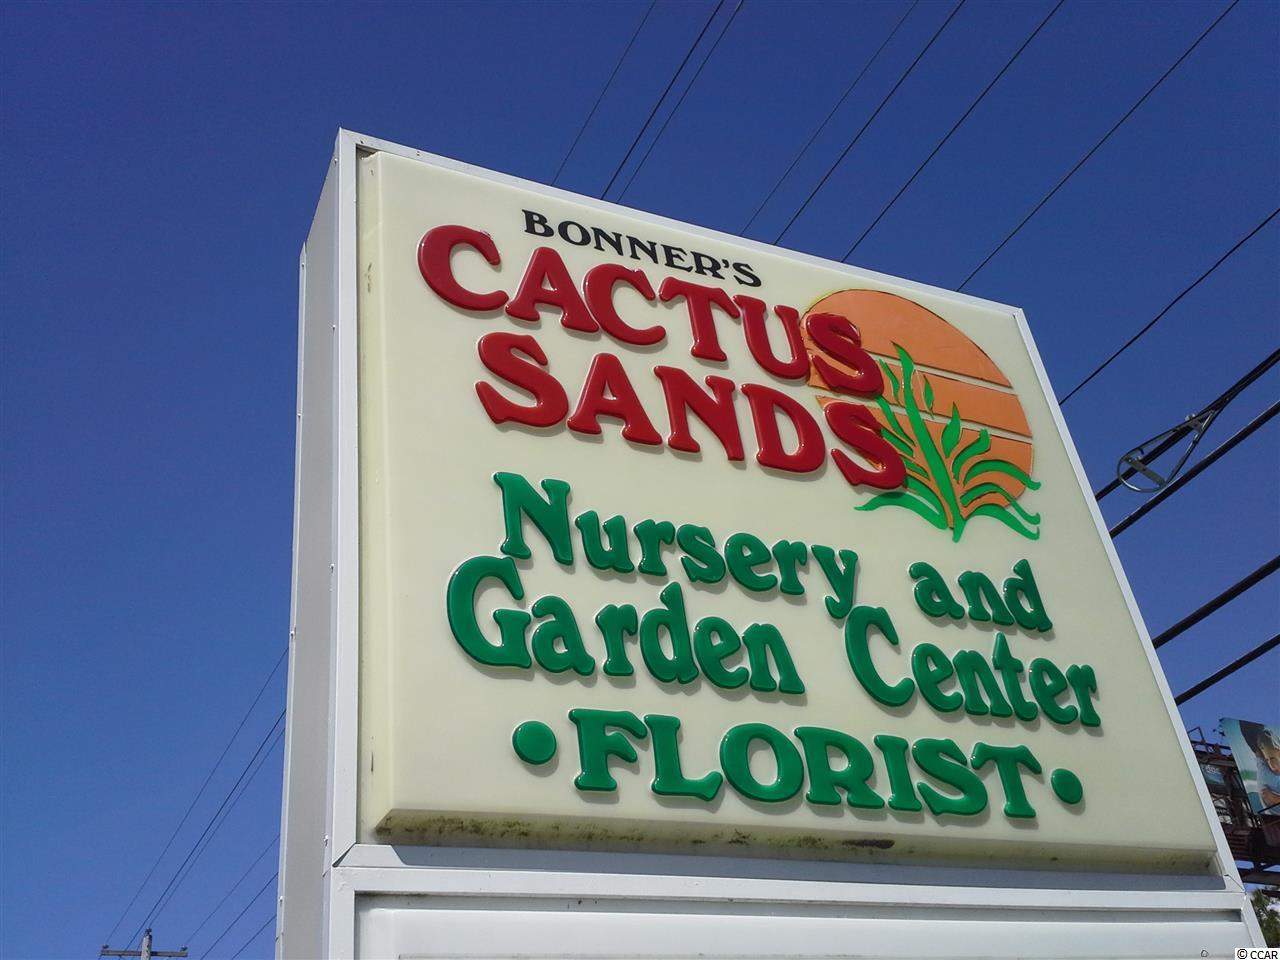 BONNER'S
CACTUS
SANDS
Nursery and
Garden Center
• FLORIST •
© CCAR